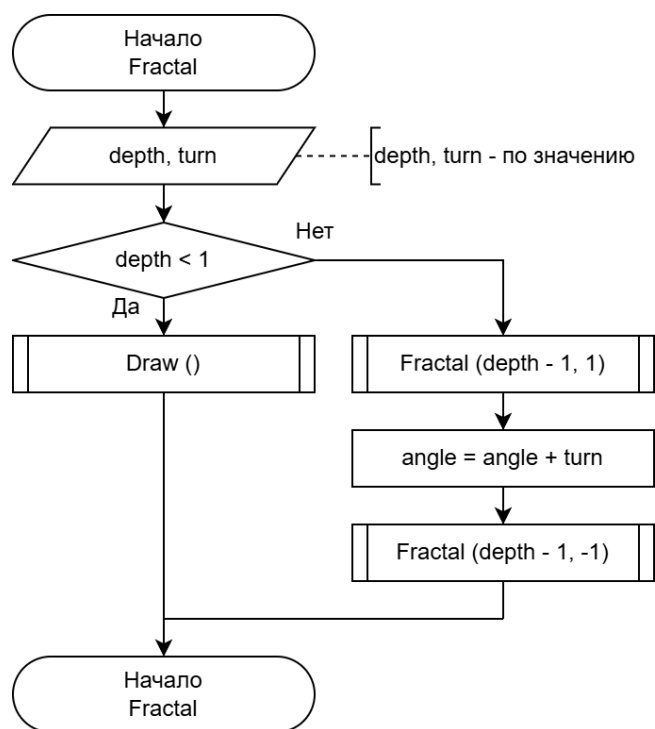 Начало
Fractal
depth, turn
depth, turn - по значению
depth < 1
Нет
Да
Draw ()
Fractal (depth - 1, 1)
angle = angle + turn
Fractal (depth - 1, -1)
Начало
Fractal